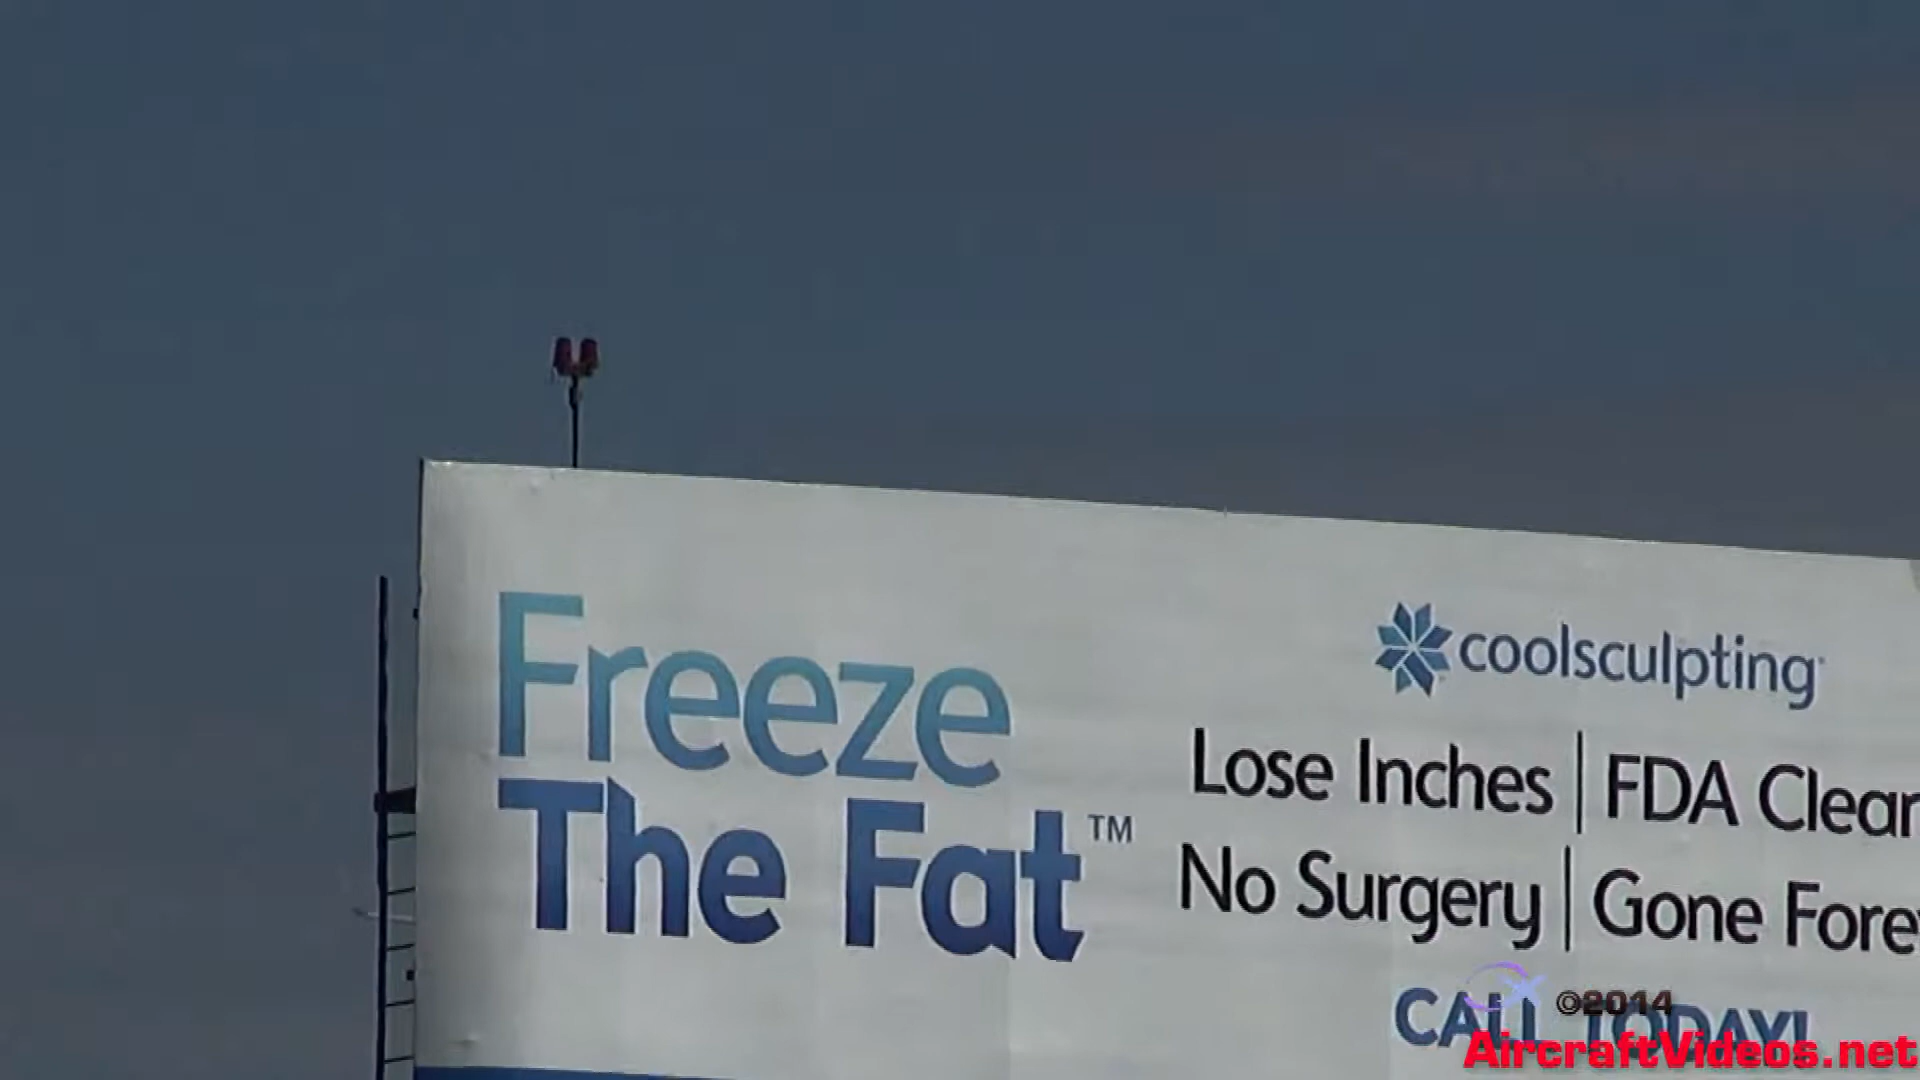 Freeze
The Fat™
coolsculpting
Lose Inches | FDA Clear
No Surgery | Gone Fore
CALL TODAY!
©2014
AircraftVideos.net